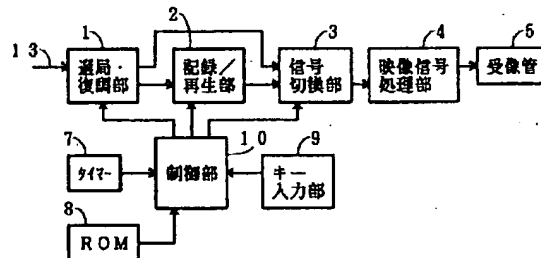 13
1
選局・
復調部
2
記録／
再生部
3
信号
切換部
4
映像信号
処理部
5
受像管
7
タイマー
10
制御部
9
キー
入力部
8
ROM